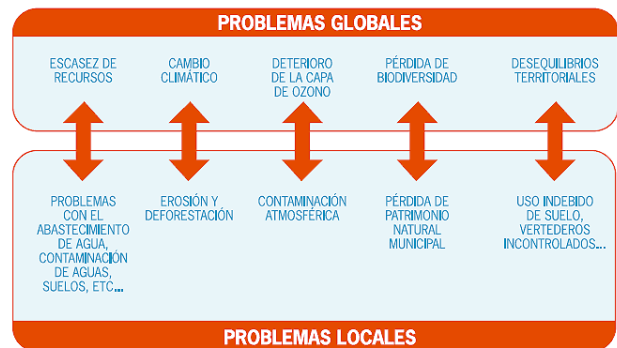 PROBLEMAS GLOBALES
ESCASEZ DE
RECURSOS
CAMBIO
CLIMÁTICO
DETERIORO
DE LA CAPA
DE OZONO
PÉRDIDA DE
BIODIVERSIDAD
DESEQUILIBRIOS
TERRITORIALES
PROBLEMAS
CON EL
ABASTECIMIENTO
DE AGUA,
CONTAMINACIÓN
DE AGUAS,
SUELOS, ETC...
EROSIÓN Y
DEFORESTACIÓN
CONTAMINACIÓN
ATMOSFÉRICA
PÉRDIDA DE
PATRIMONIO
NATURAL
MUNICIPAL
USO INDEBIDO
DE SUELO,
VERTEDEROS
INCONTROLADOS...
PROBLEMAS LOCALES